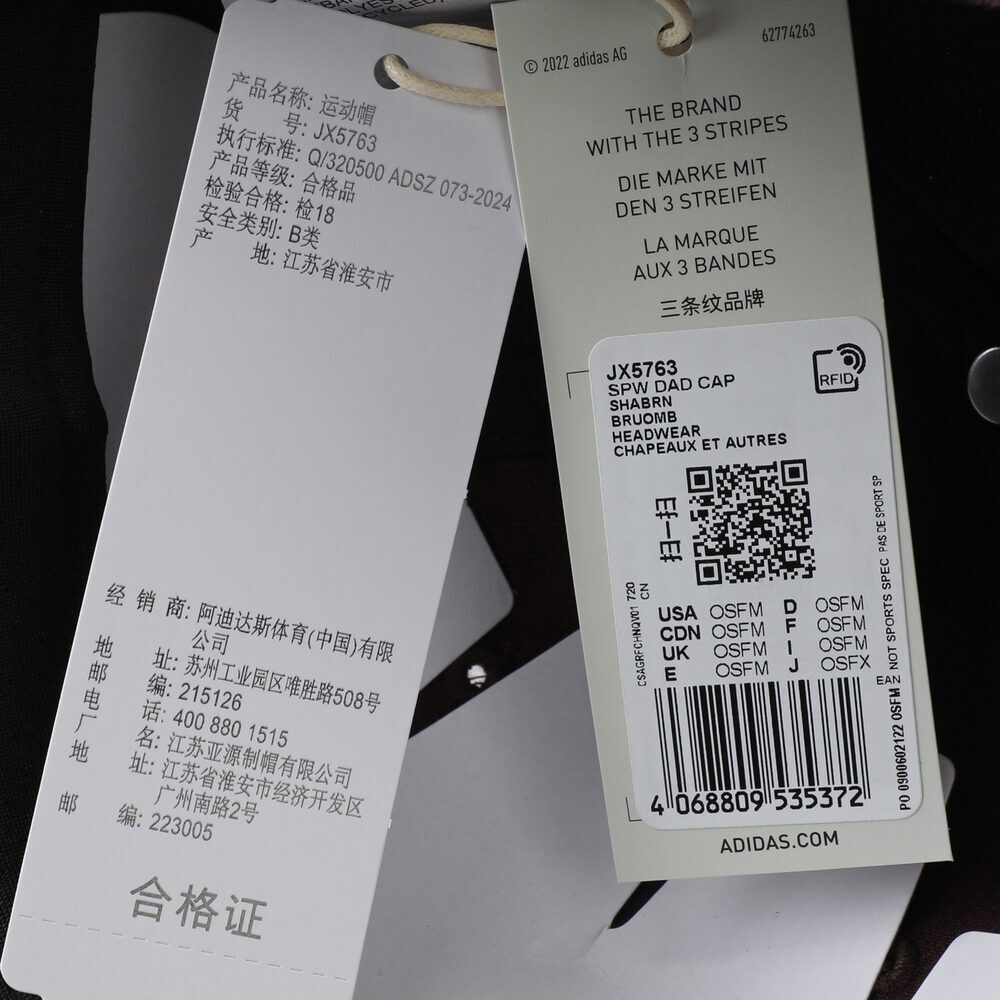 产品名称: 运动帽
货 号: JX5763
执行标准: Q/320500 ADSZ 073-2024
产品等级: 合格品
检验合格: 检18
安全类别: B类
产 地: 江苏省淮安市
经 销 商: 阿迪达斯体育(中国)有限
公司
地 址: 苏州工业园区唯胜路508号
邮 编: 215126
电 话: 400 880 1515
厂 名: 江苏亚源制帽有限公司
地 址: 江苏省淮安市经济开发区
广州南路2号
邮 编: 223005
合格证
© 2022 adidas AG
62774263
THE BRAND
WITH THE 3 STRIPES
DIE MARKE MIT
DEN 3 STREIFEN
LA MARQUE
AUX 3 BANDES
三条纹品牌
JX5763
SPW DAD CAP
SHABRN
BRUOMB
HEADWEAR
CHAPEAUX ET AUTRES
RFID
扫一扫
CSAGRFCHNQW01 720
CN
USA OSFM D OSFM
CDN OSFM F OSFM
UK OSFM I OSFM
E OSFM J OSFX
EAN NOT SPORTS SPEC PAS DE SPORT SP
PO 0900602122 OSFM
4 068809 535372
ADIDAS.COM